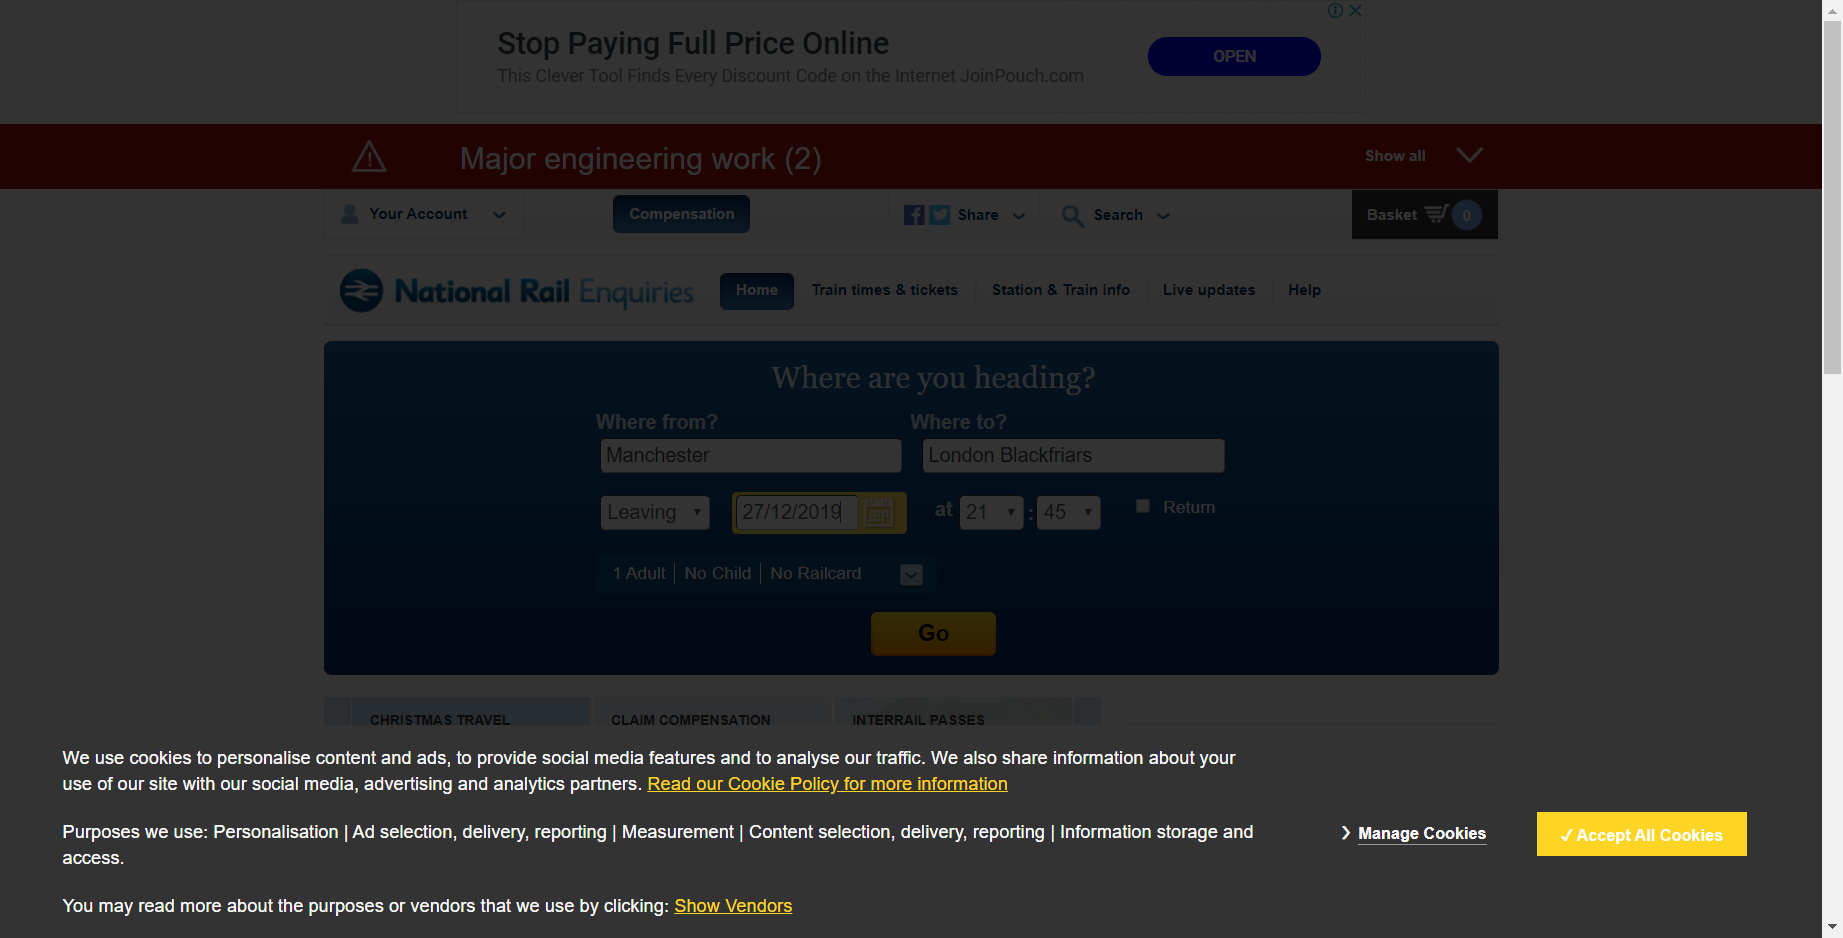 Stop Paying Full Price Online
This Clever Tool Finds Every Discount Code on the Internet JoinPouch.com
OPEN
Major engineering work (2)
Show all
Your Account
Compensation
Share
Search
Basket
0
National Rail Enquiries
Home
Train times & tickets
Station & Train info
Live updates
Help
Where are you heading?
Where from?
Where to?
Manchester
London Blackfriars
Leaving
27/12/2019
at
21
:
45
Return
1 Adult | No Child | No Railcard
Go
CHRISTMAS TRAVEL
CLAIM COMPENSATION
INTERRAIL PASSES
We use cookies to personalise content and ads, to provide social media features and to analyse our traffic. We also share information about your
use of our site with our social media, advertising and analytics partners. Read our Cookie Policy for more information
Purposes we use: Personalisation | Ad selection, delivery, reporting | Measurement | Content selection, delivery, reporting | Information storage and
access.
Manage Cookies
✓ Accept All Cookies
You may read more about the purposes or vendors that we use by clicking: Show Vendors